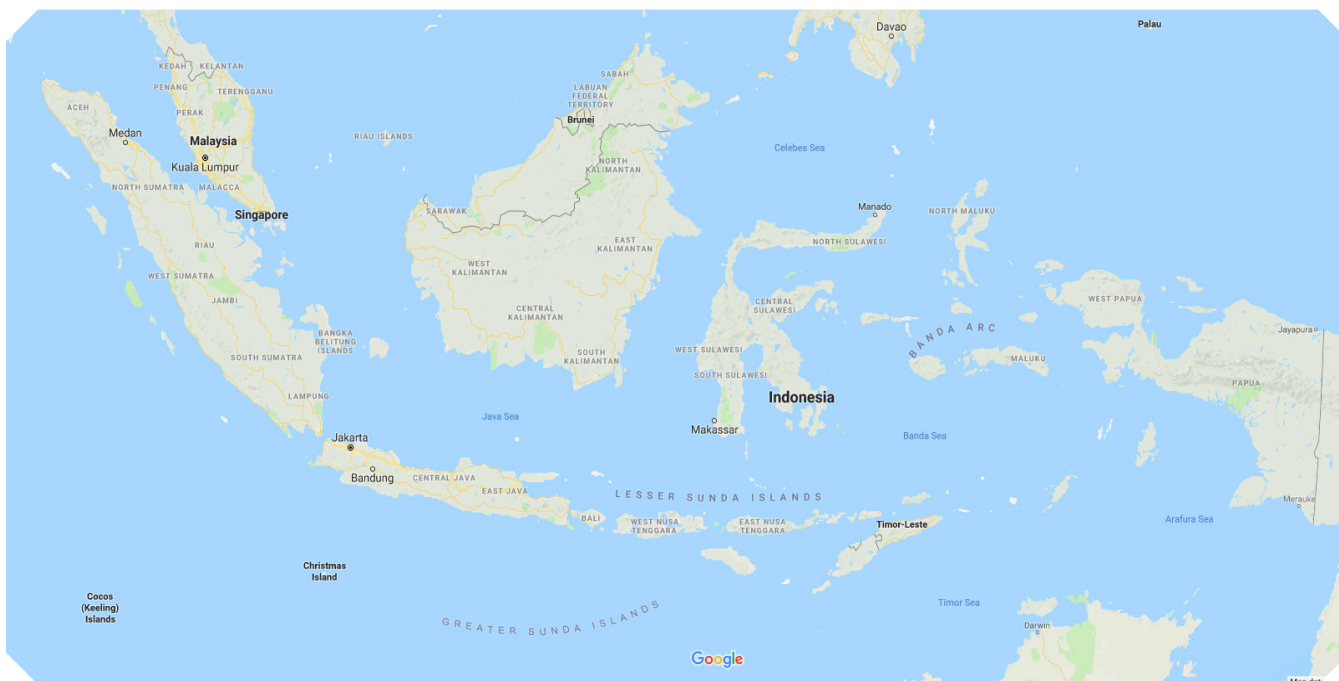 Palau
Davao
KEDAH
KELANTAN
PENANG
TERENGGANU
PERAK
ACEH
Medan
Malaysia
Kuala Lumpur
NORTH SUMATRA
MALACCA
Singapore
RIAU ISLANDS
SABAH
LABUAN
FEDERAL
TERRITORY
Brunei
Celebes Sea
NORTH
KALIMANTAN
SARAWAK
Manado
NORTH MALUKU
NORTH SULAWESI
EAST
KALIMANTAN
WEST
KALIMANTAN
RIAU
WEST SUMATRA
JAMBI
CENTRAL
SULAWESI
WEST PAPUA
CENTRAL
KALIMANTAN
BANGKA
BELITUNG
ISLANDS
BANDA ARC
Jayapura
SOUTH SUMATRA
SOUTH
KALIMANTAN
WEST SULAWESI
MALUKU
SOUTH SULAWESI
PAPUA
LAMPUNG
Indonesia
Java Sea
Makassar
Banda Sea
Jakarta
Bandung
CENTRAL JAVA
EAST JAVA
LESSER SUNDA ISLANDS
Merauke
BALI
WEST NUSA
TENGGARA
EAST NUSA
TENGGARA
Timor-Leste
Arafura Sea
Christmas
Island
Cocos
(Keeling)
Islands
GREATER SUNDA ISLANDS
Timor Sea
Darwin
Google